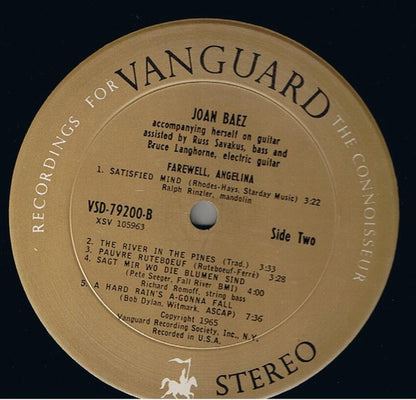 RECORDINGS FOR VANGUARD THE CONNOISSEUR
JOAN BAEZ
accompanying herself on guitar
assisted by Russ Savakus, bass and
Bruce Langhorne, electric guitar
FAREWELL, ANGELINA
1. SATISFIED MIND (Rhodes-Hays, Starday Music) 3:22
Ralph Rinzler, mandolin
VSD-79200-B
XSV 105963
Side Two
2. THE RIVER IN THE PINES (Trad.) 3:33
3. PAUVRE RUTEBOEUF (Ruteboeuf-Ferré) 3:28
4. SAGT MIR WO DIE BLUMEN SIND
(Pete Seeger, Fall River BMI) 4:00
Richard Romoff, string bass
5. A HARD RAIN'S A-GONNA FALL
(Bob Dylan, Witmark, ASCAP) 7:36
Copyright 1965
Vanguard Recording Society, Inc., N.Y.
Recorded in U.S.A.
STEREO